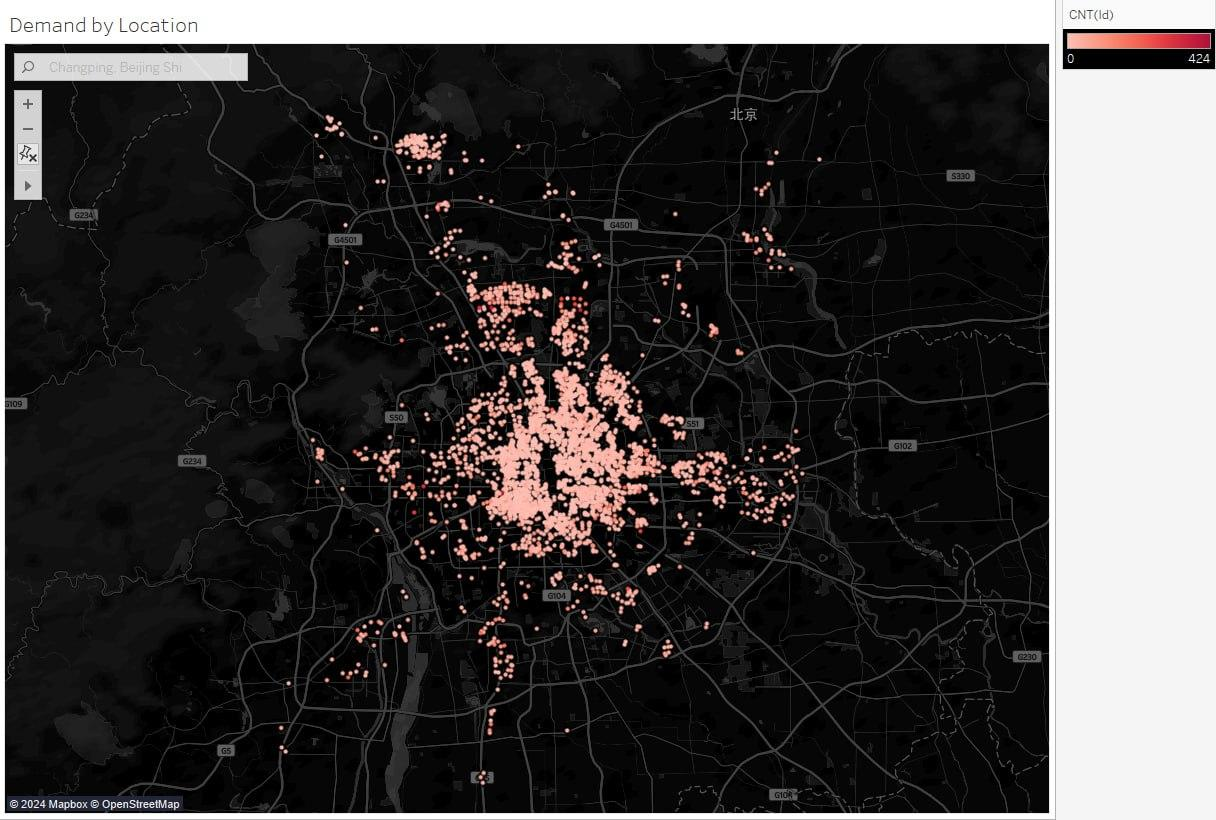 Demand by Location
CNT(Id)
0 424
Changping, Beijing Shi
北京
S330
G234
G4501
G4501
G109
S50
S51
G102
G234
G104
G230
G5
© 2024 Mapbox © OpenStreetMap